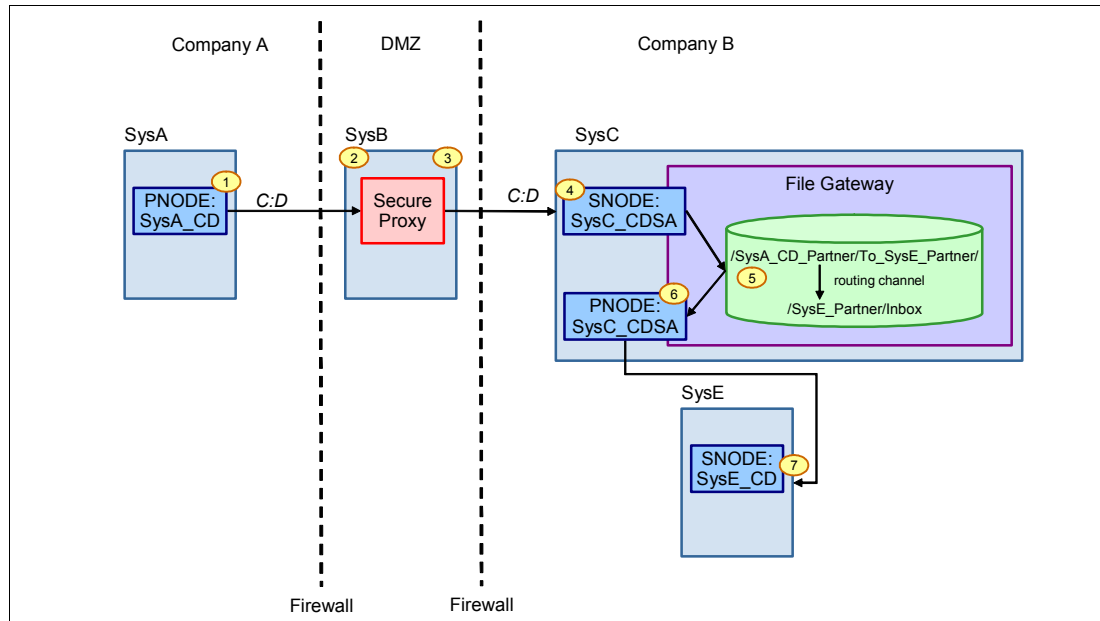 Company A
DMZ
Company B
SysA
SysB
SysC
1
2
3
4
File Gateway
PNODE:
SysA_CD
C:D
Secure
Proxy
C:D
SNODE:
SysC_CDSA
/SysA_CD_Partner/To_SysE_Partner/
5
routing channel
/SysE_Partner/Inbox
6
PNODE:
SysC_CDSA
SysE
SNODE:
SysE_CD
7
Firewall
Firewall